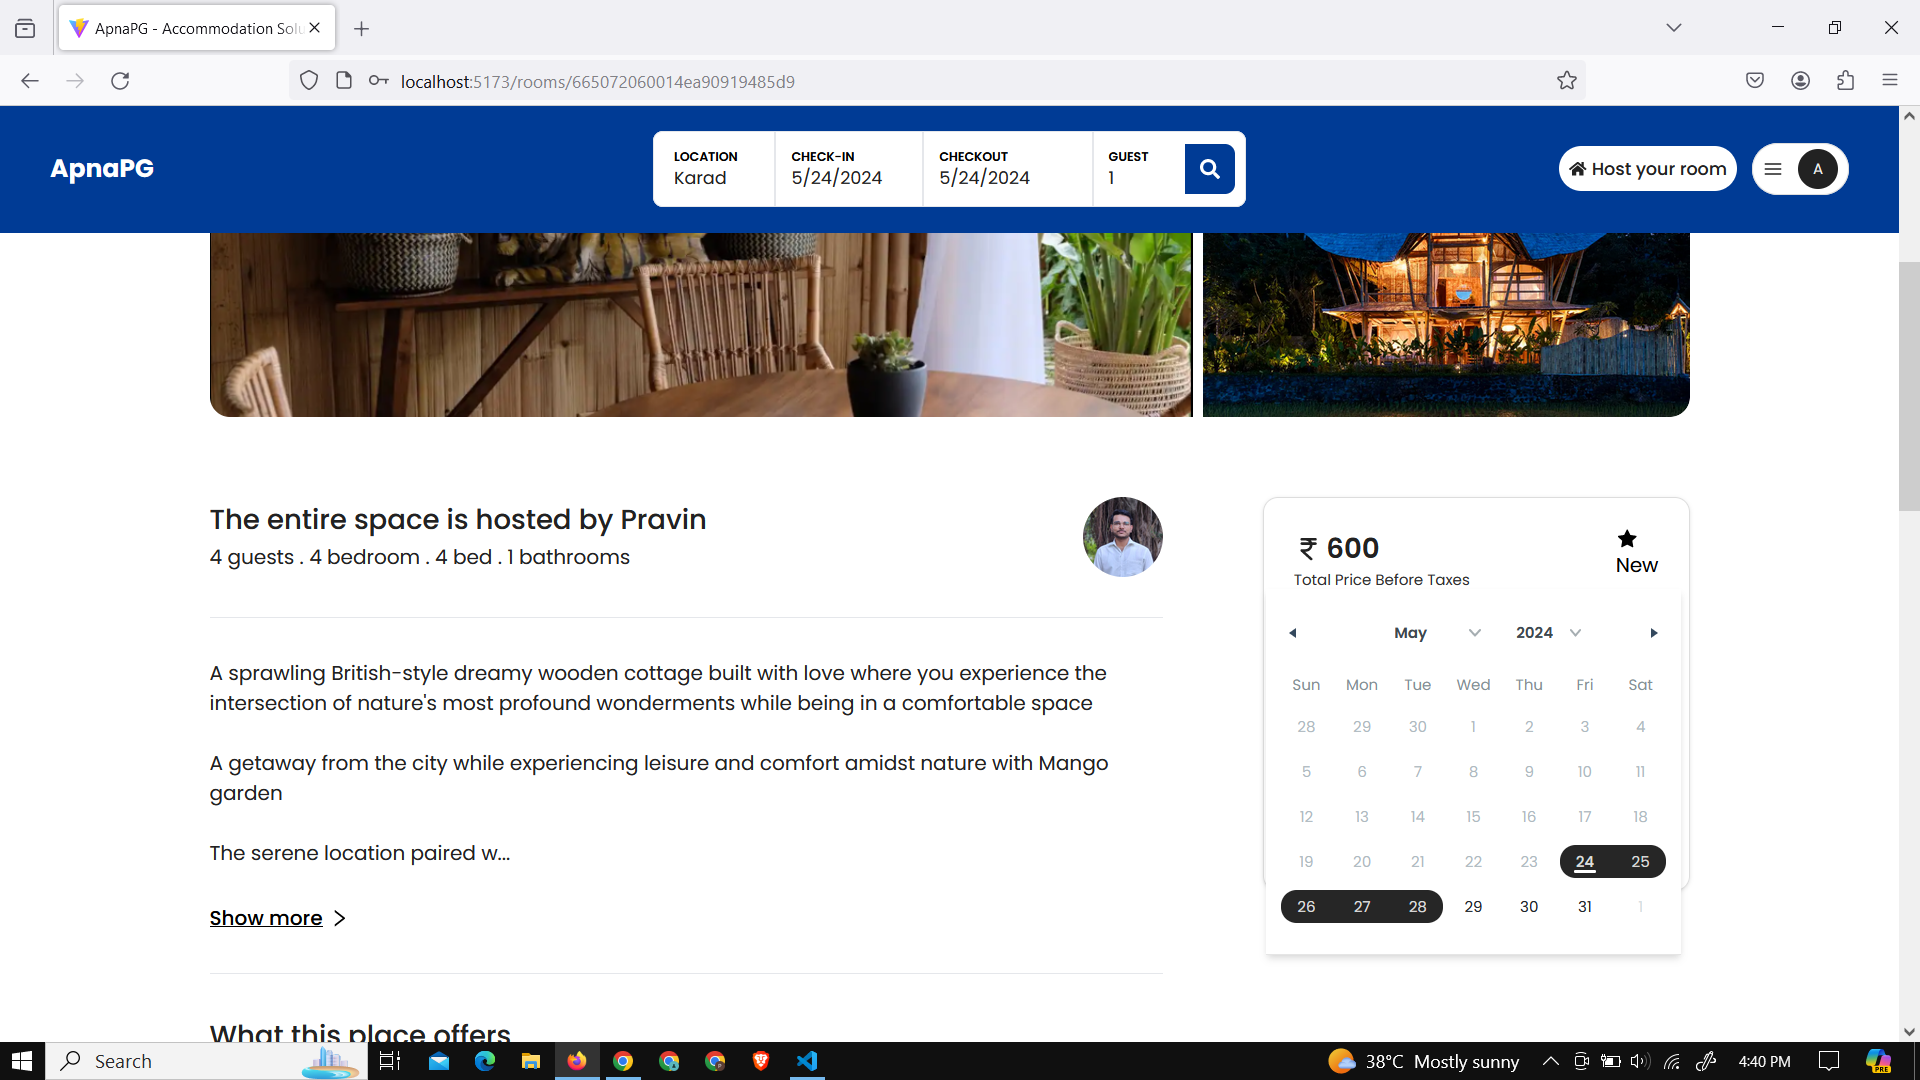 ApnaPG - Accommodation Solu
localhost:5173/rooms/665072060014ea90919485d9
ApnaPG
LOCATION
Karad
CHECK-IN
5/24/2024
CHECKOUT
5/24/2024
GUEST
1
Host your room
A
The entire space is hosted by Pravin
4 guests . 4 bedroom . 4 bed . 1 bathrooms
A sprawling British-style dreamy wooden cottage built with love where you experience the
intersection of nature's most profound wonderments while being in a comfortable space
A getaway from the city while experiencing leisure and comfort amidst nature with Mango
garden
The serene location paired w...
Show more
What this place offers
₹ 600
Total Price Before Taxes
New
May 2024
Sun Mon Tue Wed Thu Fri Sat
28 29 30 1 2 3 4
5 6 7 8 9 10 11
12 13 14 15 16 17 18
19 20 21 22 23 24 25
26 27 28 29 30 31 1
Search
38°C Mostly sunny
4:40 PM
PRE